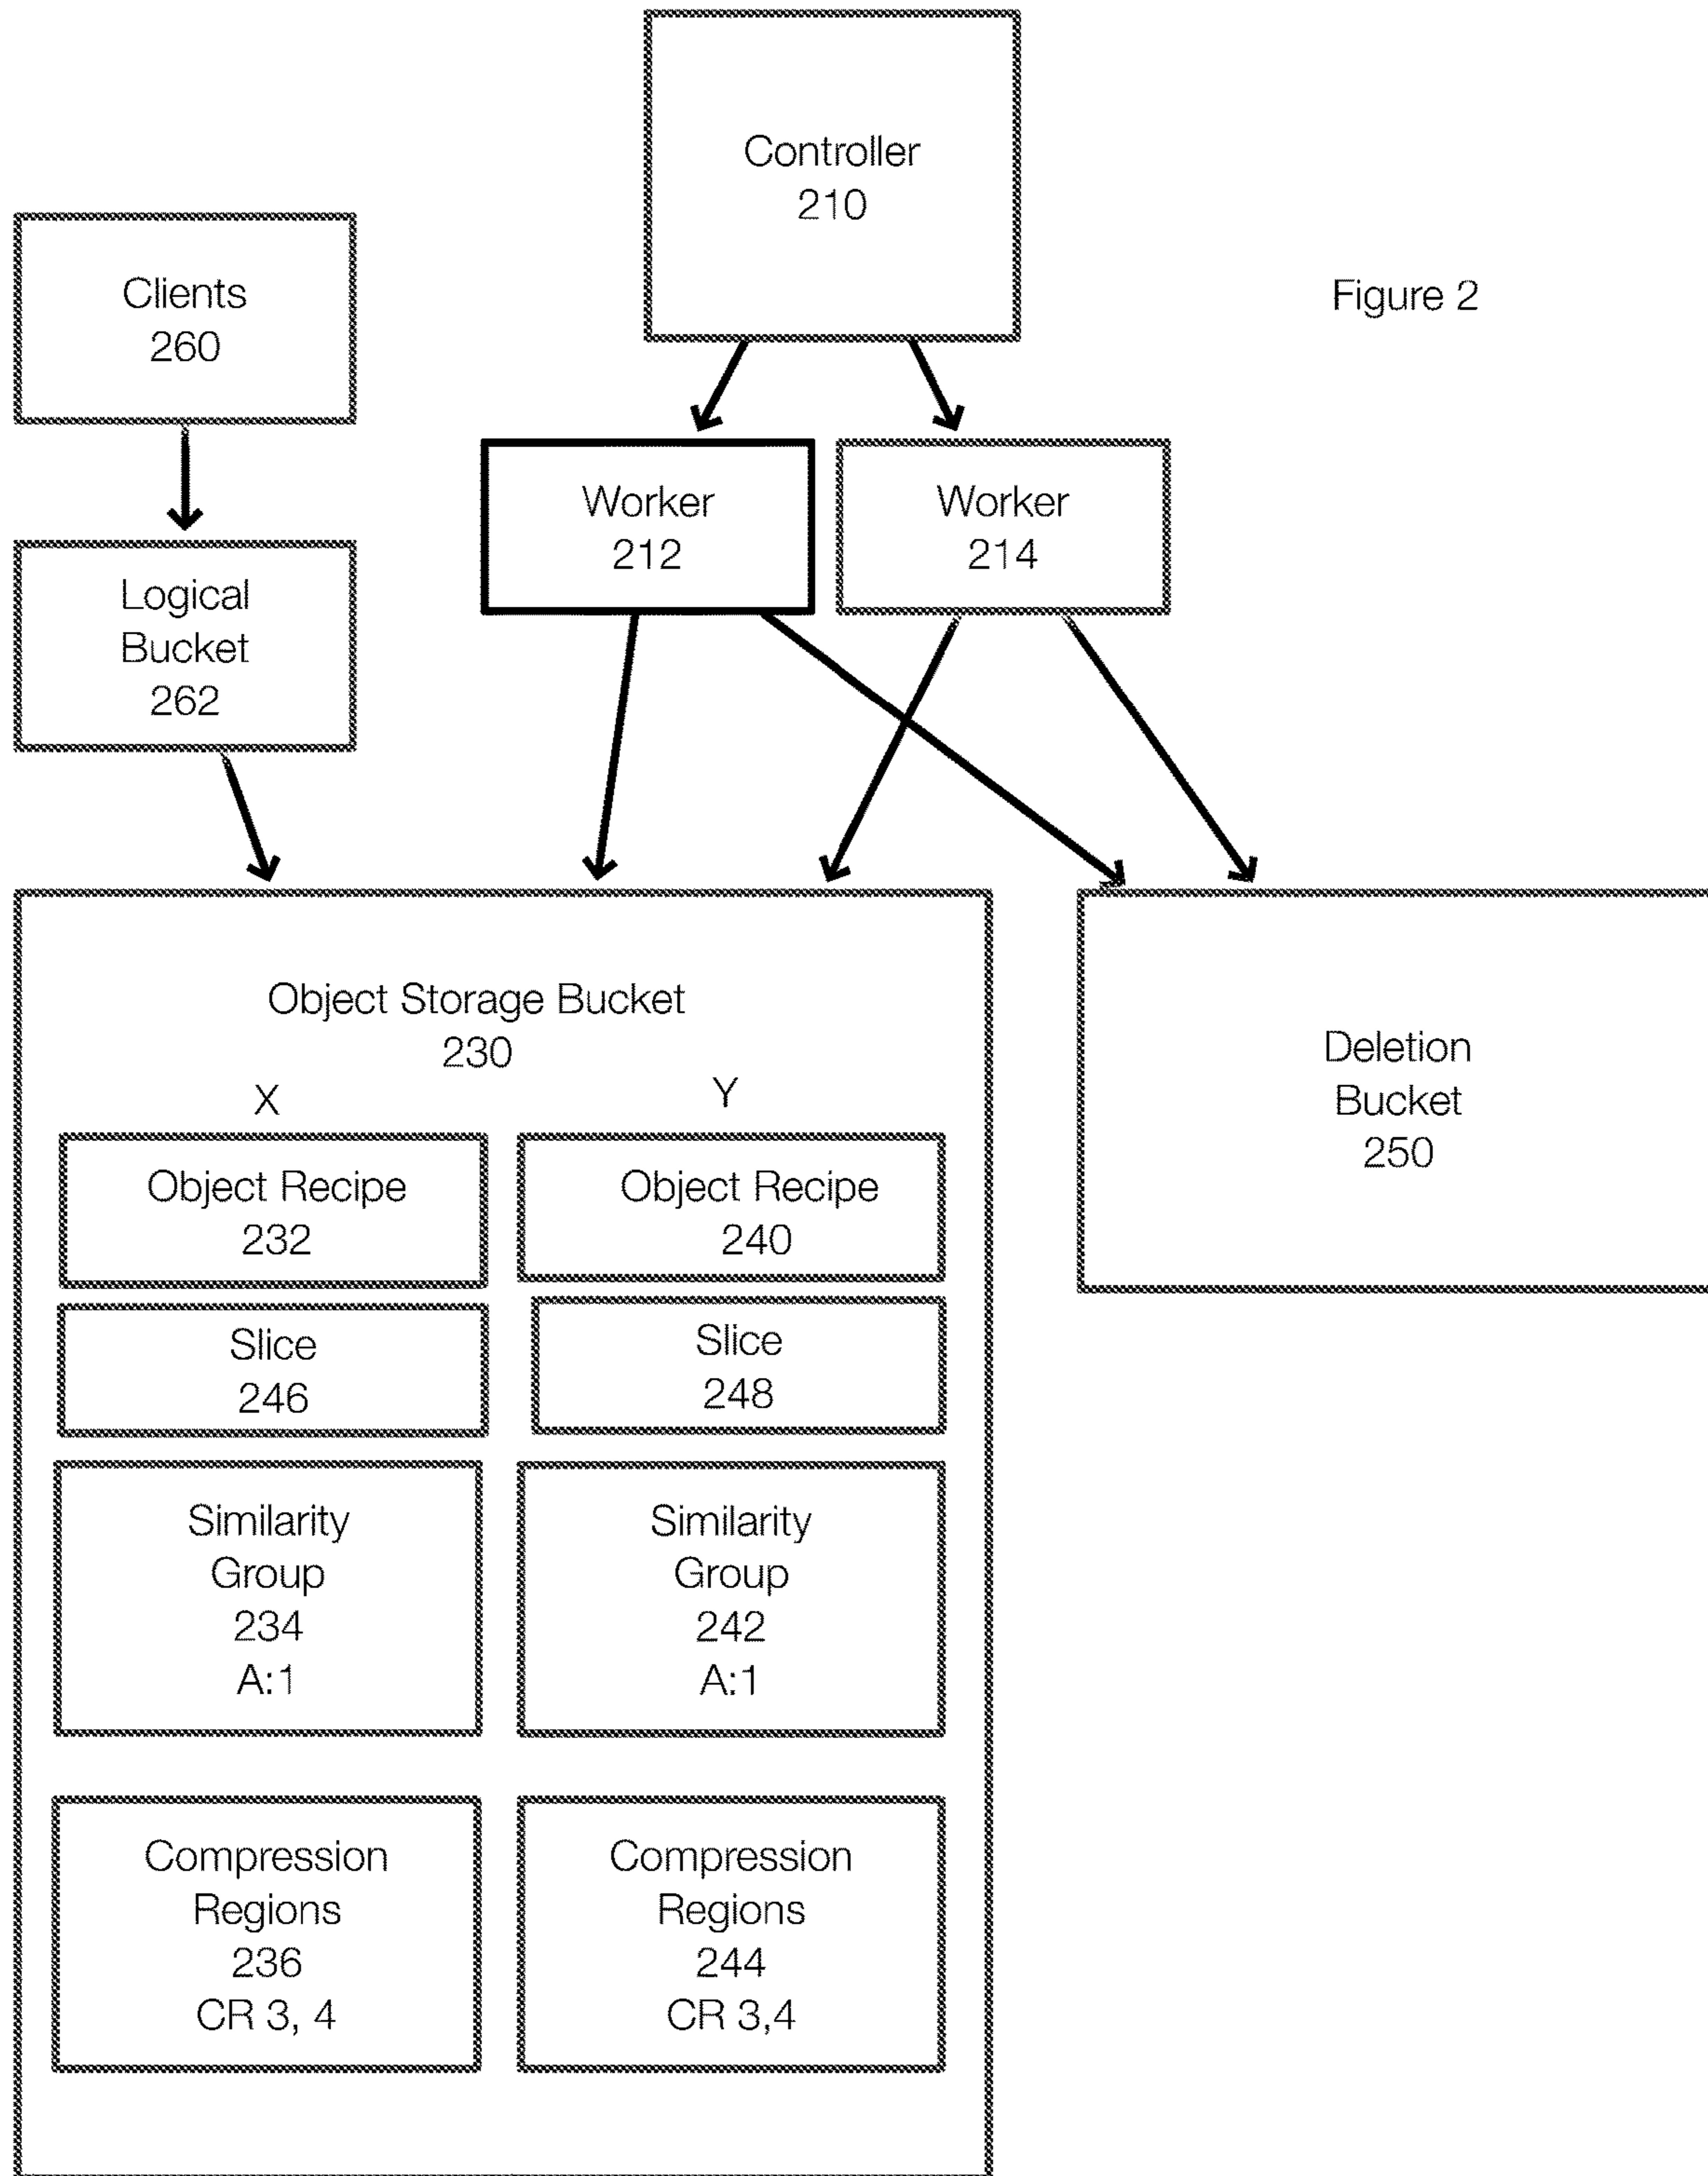 Controller
210
Clients
260
Figure 2
Worker
212
Worker
214
Logical
Bucket
262
Object Storage Bucket
230
X
Y
Object Recipe
232
Object Recipe
240
Slice
246
Slice
248
Similarity
Group
234
A:1
Similarity
Group
242
A:1
Compression
Regions
236
CR 3, 4
Compression
Regions
244
CR 3,4
Deletion
Bucket
250